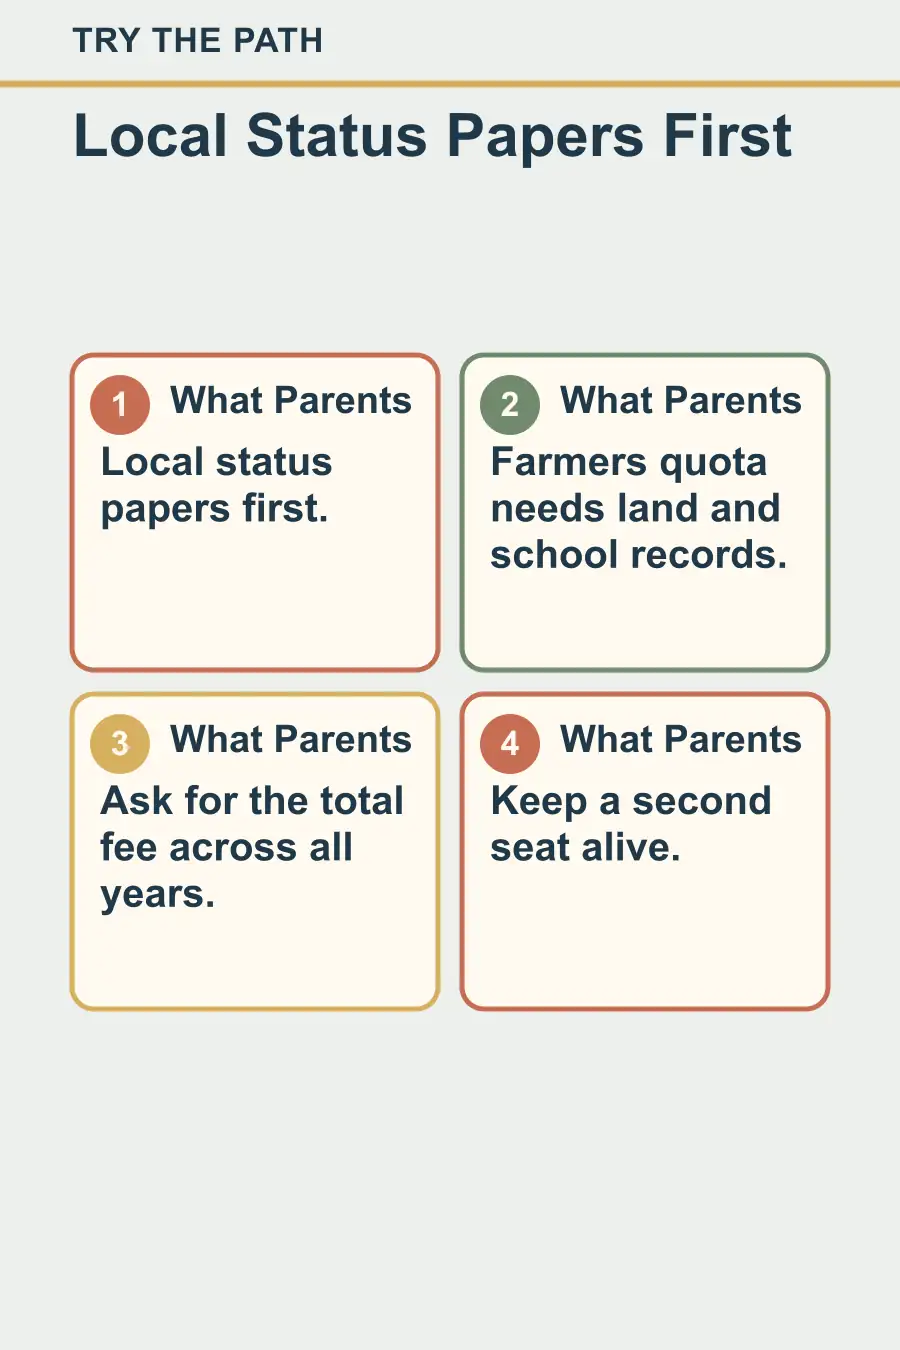 TRY THE PATH
Local Status Papers First
1 What Parents
Local status
papers first.
2 What Parents
Farmers quota
needs land and
school records.
3 What Parents
Ask for the total
fee across all
years.
4 What Parents
Keep a second
seat alive.